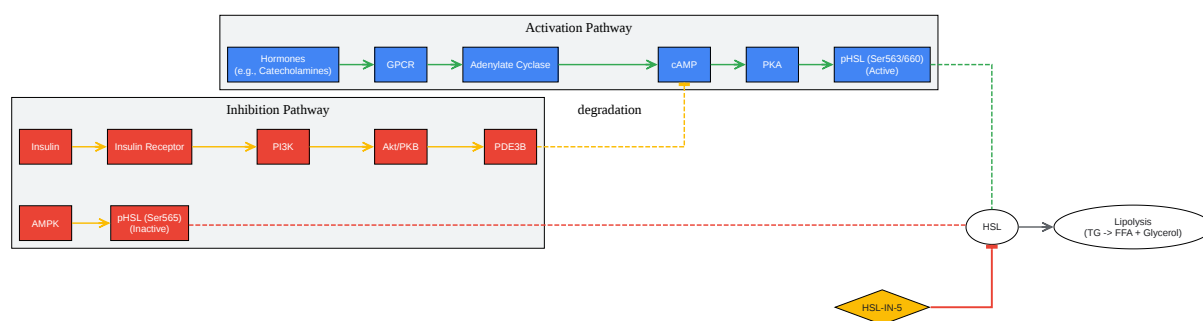 Activation Pathway
Hormones
(e.g., Catecholamines)
GPCR
Adenylate Cyclase
cAMP
PKA
pHSL (Ser563/660)
(Active)
Inhibition Pathway
degradation
Insulin
Insulin Receptor
PI3K
Akt/PKB
PDE3B
AMPK
pHSL (Ser565)
(Inactive)
HSL
Lipolysis
(TG -> FFA + Glycerol)
HSL-IN-5